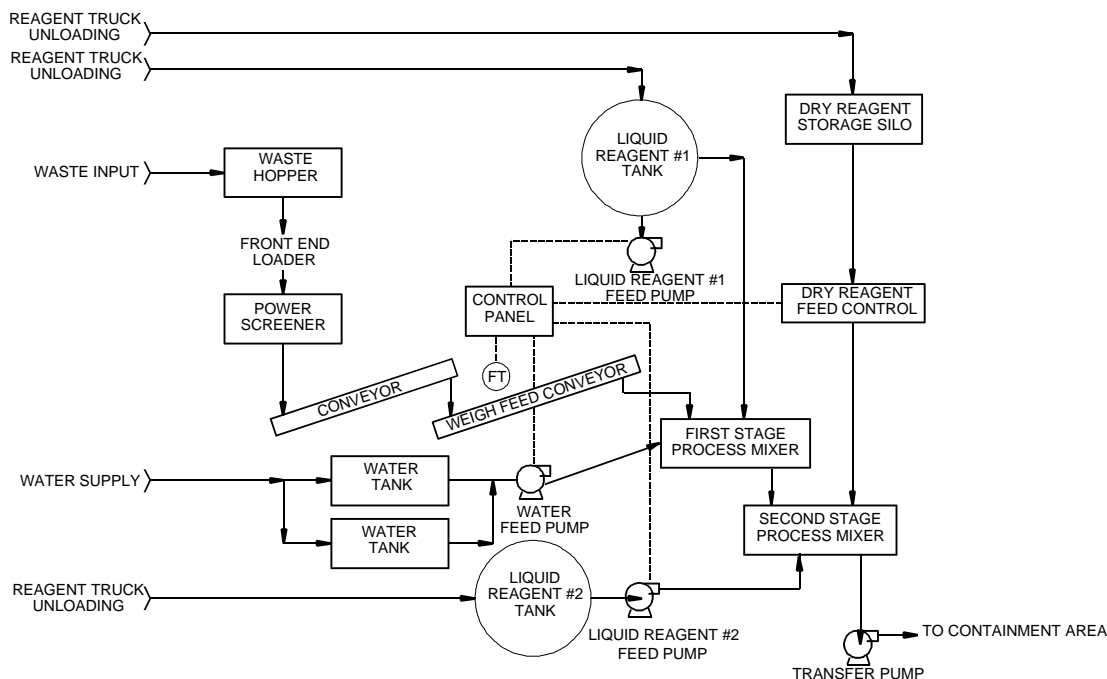 REAGENT TRUCK
UNLOADING
REAGENT TRUCK
UNLOADING
DRY REAGENT
STORAGE SILO
LIQUID
REAGENT #1
TANK
WASTE INPUT
WASTE
HOPPER
FRONT END
LOADER
LIQUID REAGENT #1
FEED PUMP
POWER
SCREENER
CONTROL
PANEL
DRY REAGENT
FEED CONTROL
FT
CONVEYOR
WEIGH FEED CONVEYOR
FIRST STAGE
PROCESS MIXER
WATER SUPPLY
WATER
TANK
WATER
FEED PUMP
WATER
TANK
SECOND STAGE
PROCESS MIXER
REAGENT TRUCK
UNLOADING
LIQUID
REAGENT #2
TANK
LIQUID REAGENT #2
FEED PUMP
TO CONTAINMENT AREA
TRANSFER PUMP